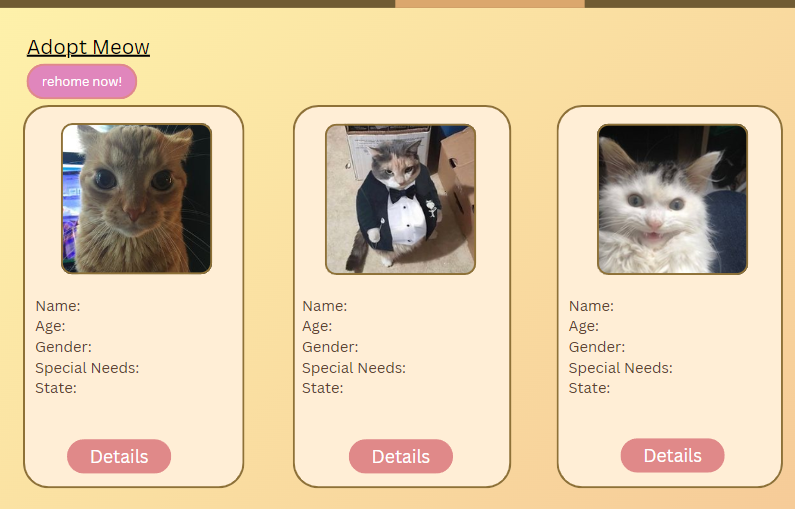 Adopt Meow
rehome now!
Name:
Age:
Gender:
Special Needs:
State:
Details
Name:
Age:
Gender:
Special Needs:
State:
Details
Name:
Age:
Gender:
Special Needs:
State:
Details